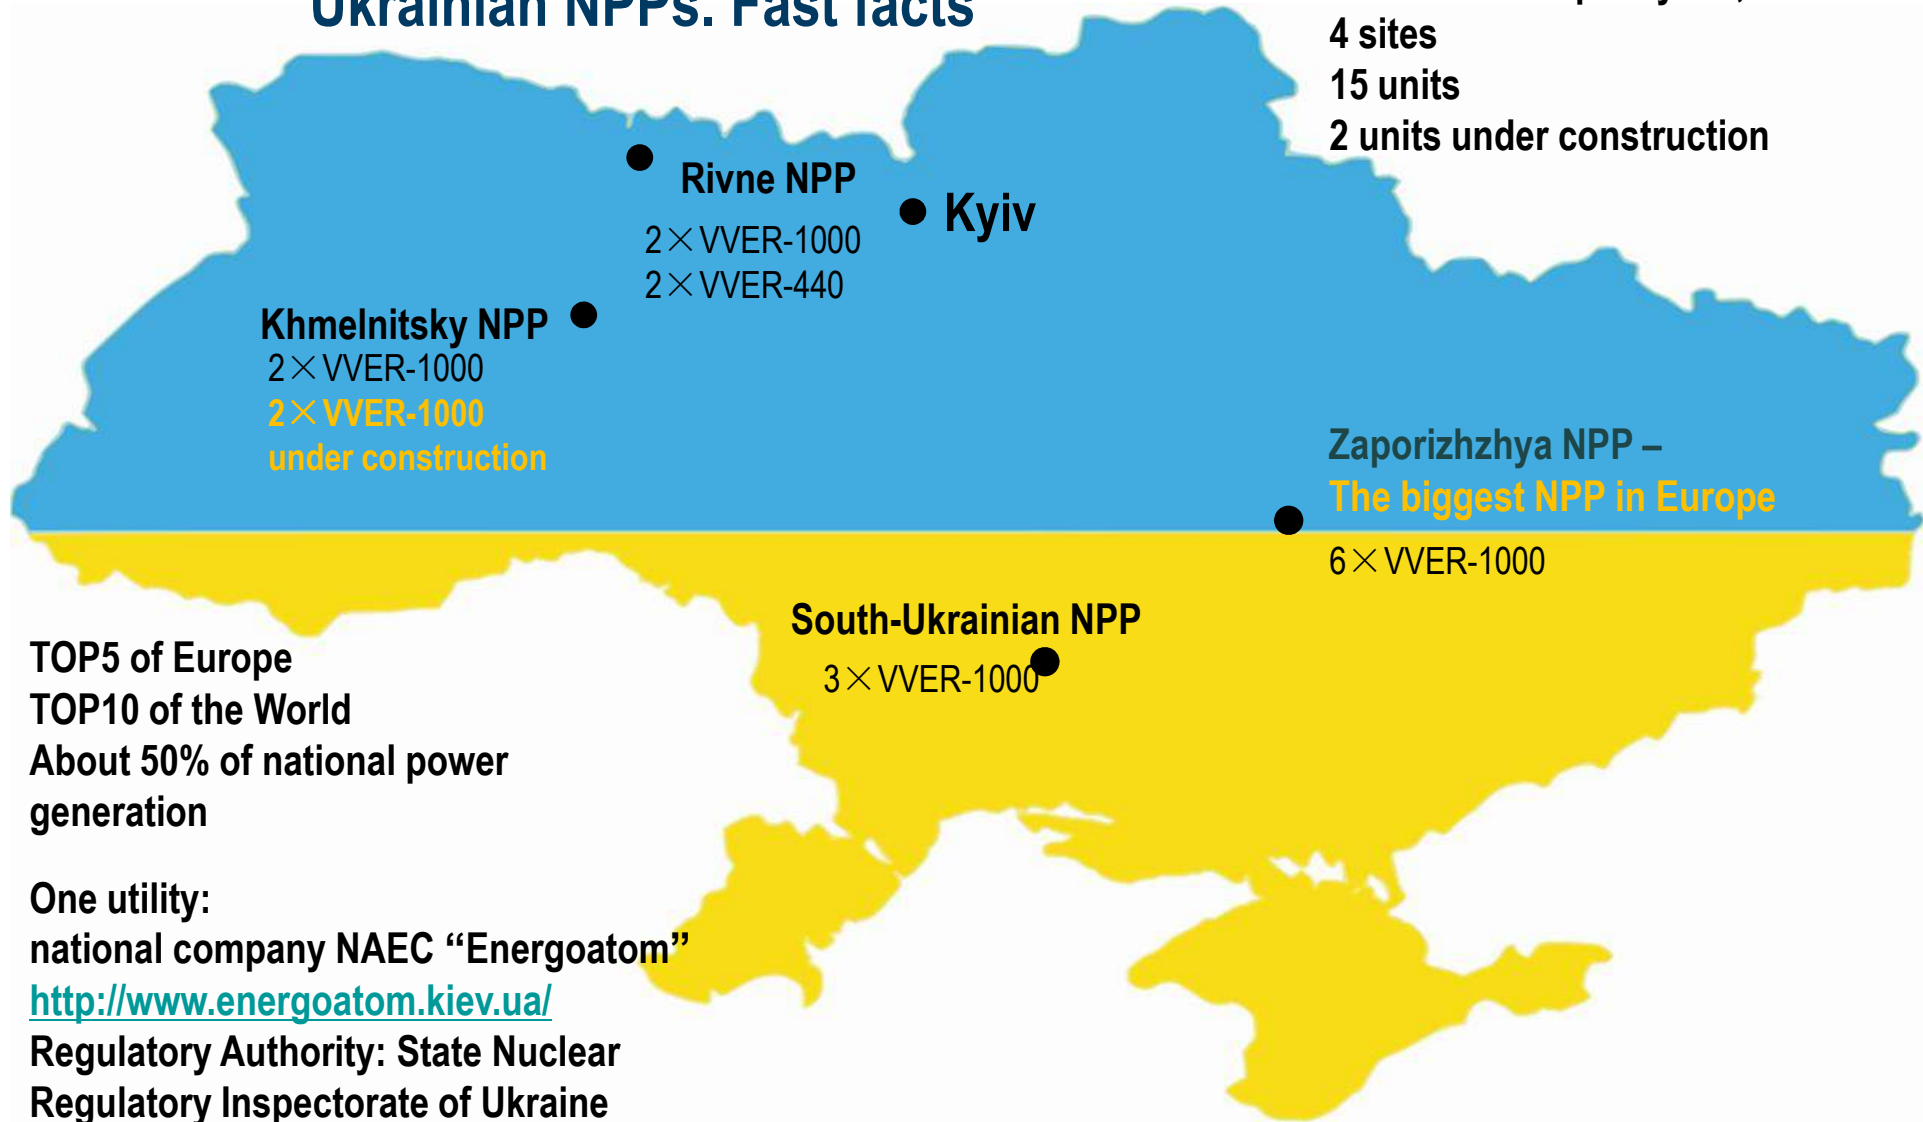 Ukrainian NPPs. Fast facts
4 sites
15 units
2 units under construction
Rivne NPP
2×VVER-1000
2×VVER-440
Kyiv
Khmelnitsky NPP
2×VVER-1000
2×VVER-1000
under construction
Zaporizhzhya NPP –
The biggest NPP in Europe
6×VVER-1000
South-Ukrainian NPP
3×VVER-1000
TOP5 of Europe
TOP10 of the World
About 50% of national power
generation
One utility:
national company NAEC “Energoatom”
http://www.energoatom.kiev.ua/
Regulatory Authority: State Nuclear
Regulatory Inspectorate of Ukraine